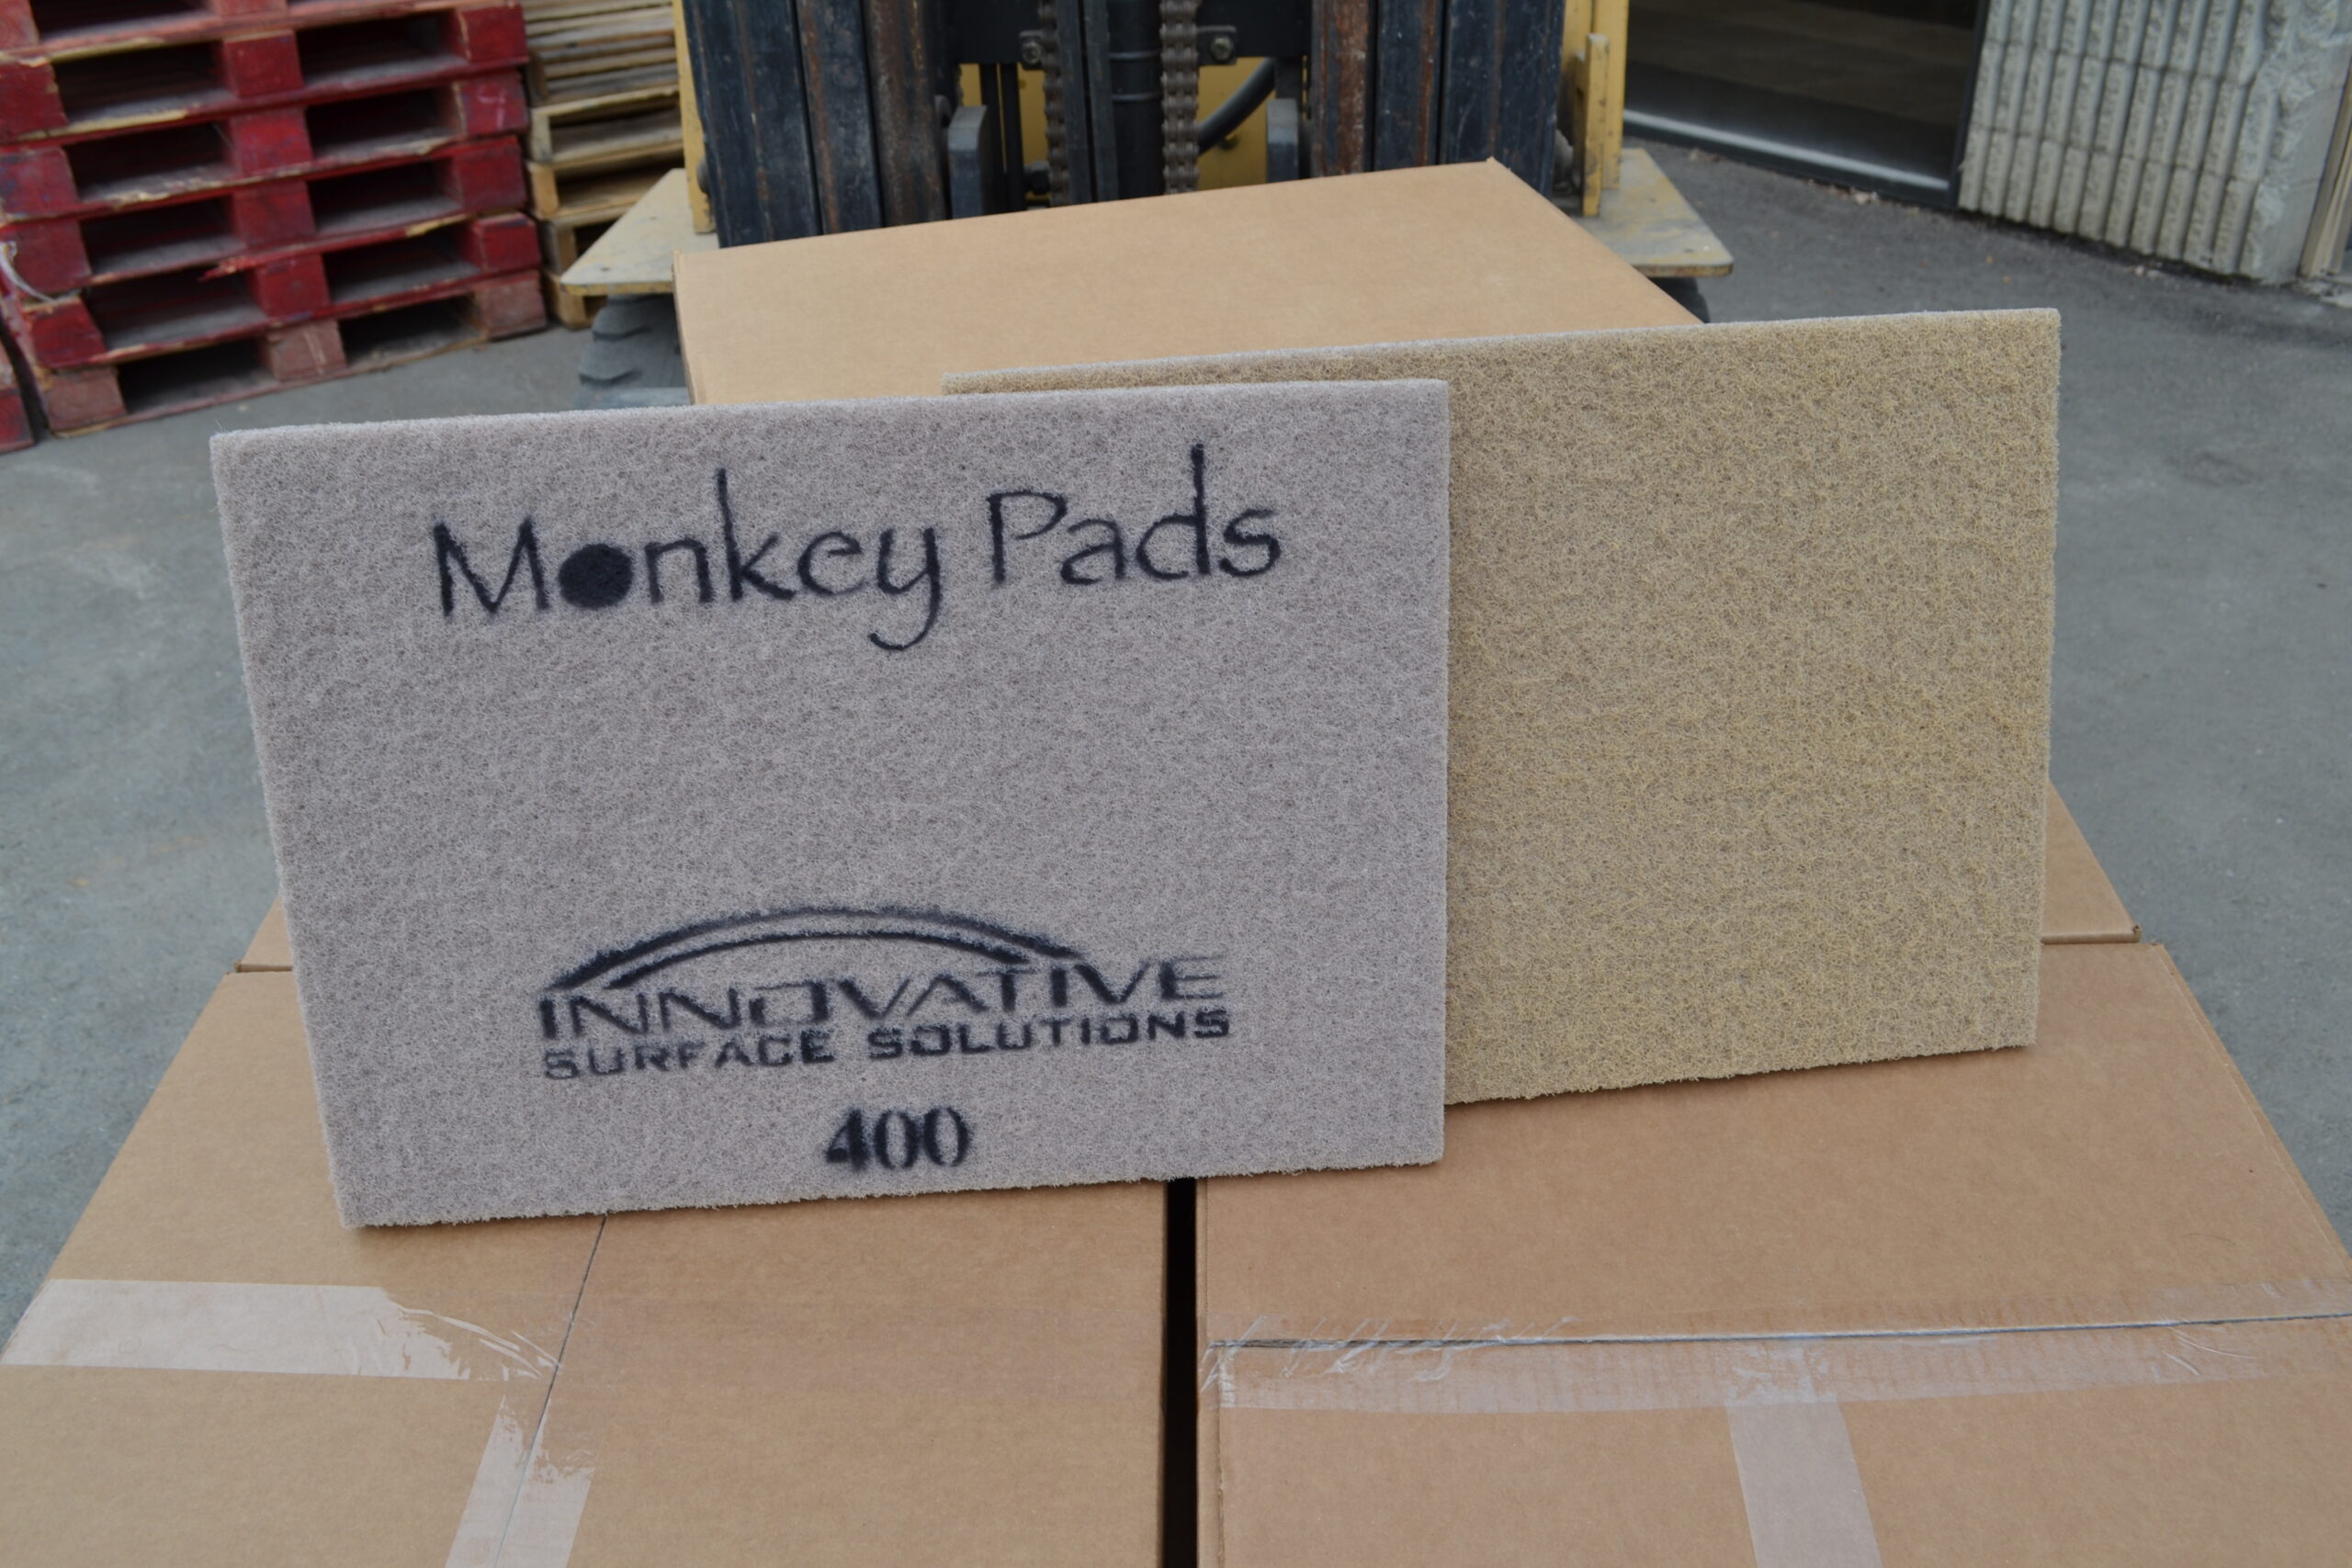 Monkey Pads
INNOVATIVE
SURFACE SOLUTIONS
400